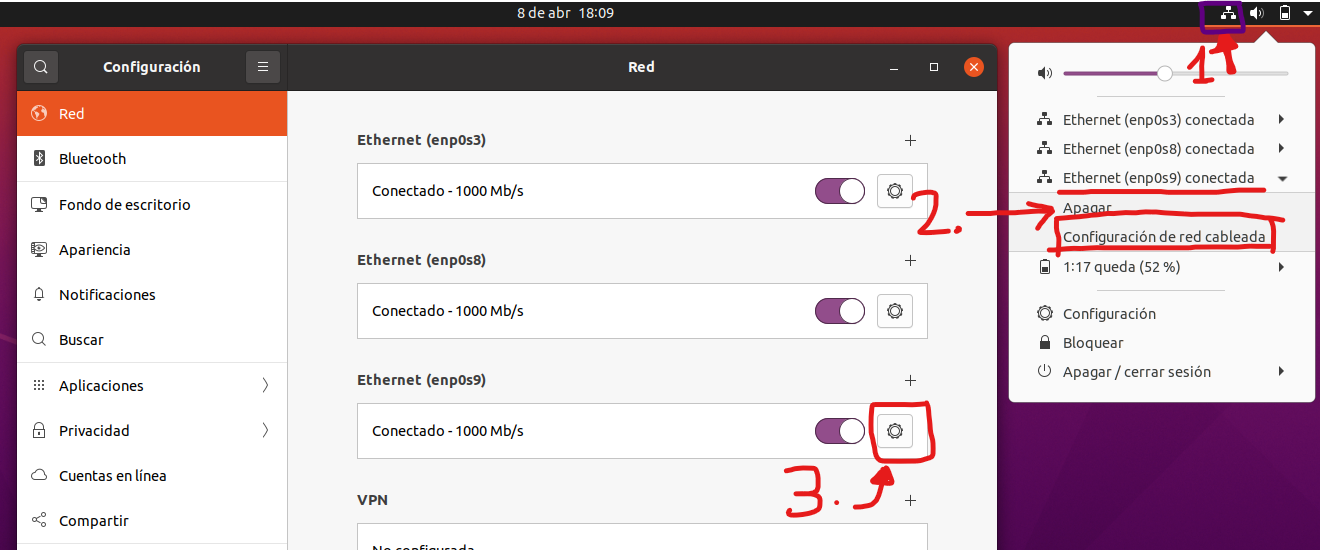 8 de abr 18:09
1
Configuración
Red
Red
Bluetooth
Fondo de escritorio
Apariencia
Notificaciones
Buscar
Aplicaciones
Privacidad
Cuentas en línea
Compartir
Ethernet (enp0s3)
Conectado - 1000 Mb/s
Ethernet (enp0s8)
Conectado - 1000 Mb/s
Ethernet (enp0s9)
Conectado - 1000 Mb/s
3.
VPN
No configurada
Ethernet (enp0s3) conectada
Ethernet (enp0s8) conectada
Ethernet (enp0s9) conectada
2.
Apagar
Configuración de red cableada
1:17 queda (52 %)
Configuración
Bloquear
Apagar / cerrar sesión